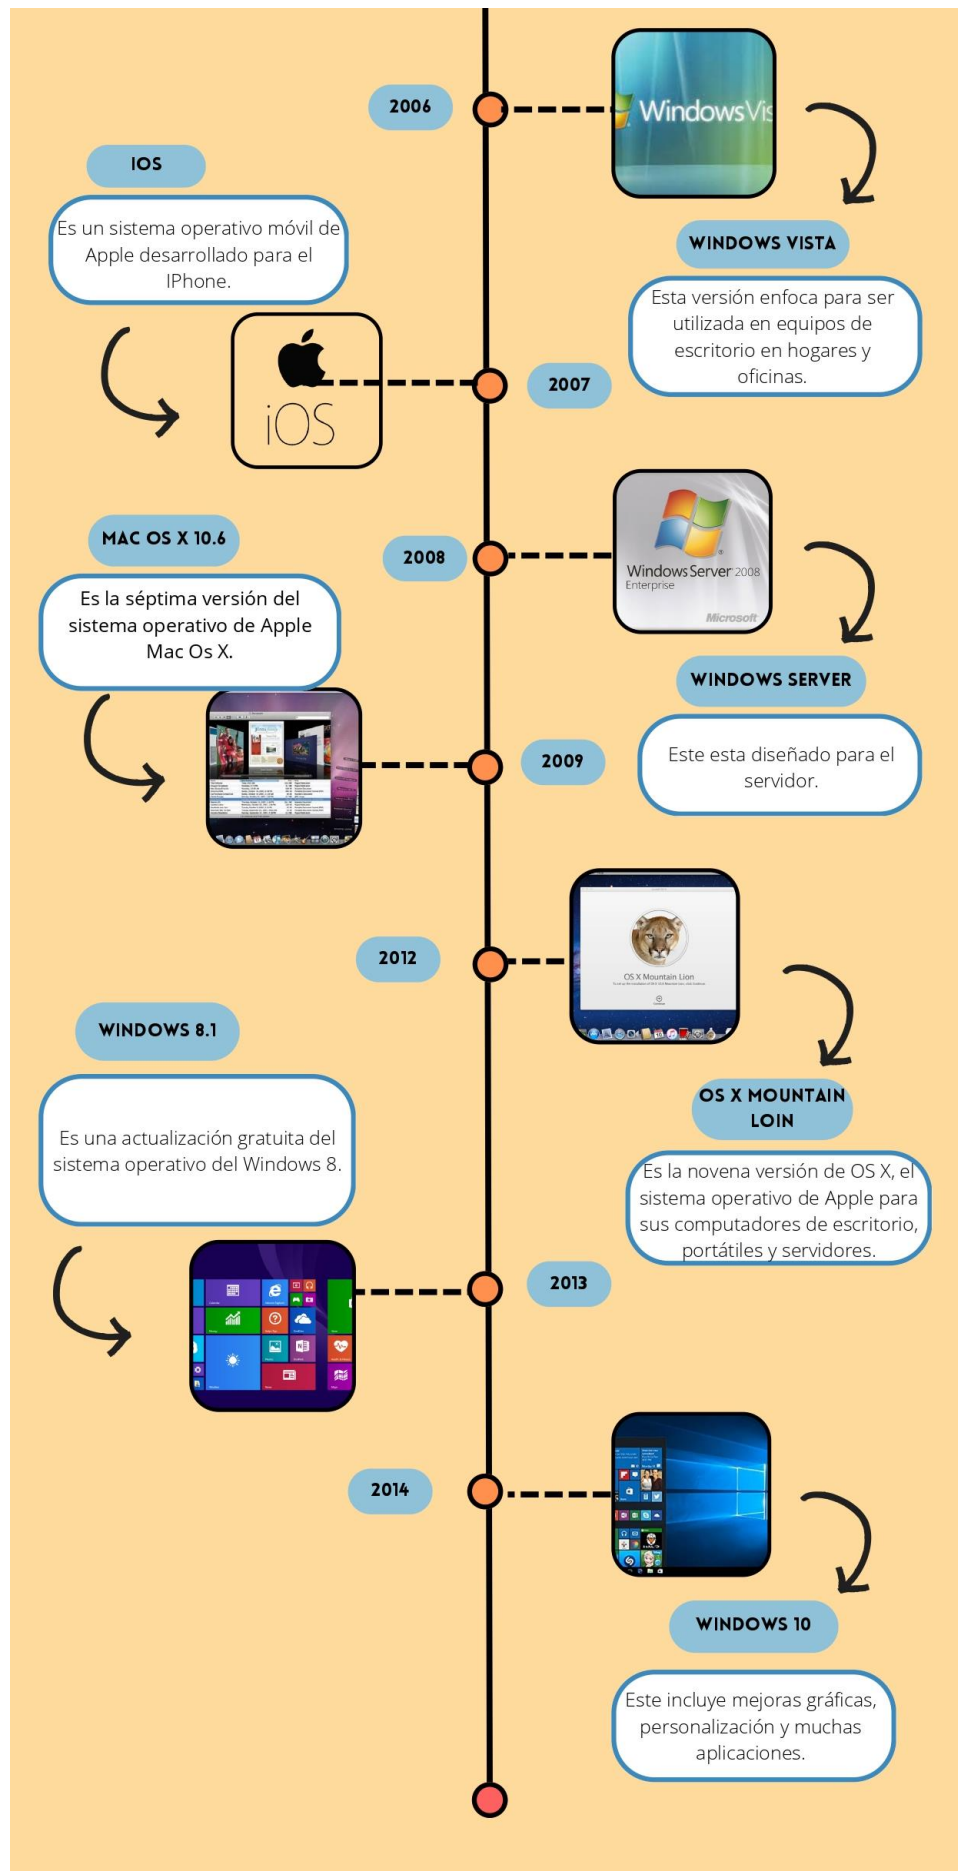 2006
Windows Vis
IOS
Es un sistema operativo móvil de
Apple desarrollado para el
IPhone.
WINDOWS VISTA
Esta versión enfoca para ser
utilizada en equipos de
escritorio en hogares y
oficinas.
iOS
2007
MAC OS X 10.6
Es la séptima versión del
sistema operativo de Apple
Mac Os X.
2008
Windows Server 2008
Enterprise
Microsoft
WINDOWS SERVER
Este esta diseñado para el
servidor.
2009
2012
OS X Mountain Lion
OS X MOUNTAIN
LOIN
Es la novena versión de OS X, el
sistema operativo de Apple para
sus computadores de escritorio,
portátiles y servidores.
WINDOWS 8.1
Es una actualización gratuita del
sistema operativo del Windows 8.
2013
2014
WINDOWS 10
Este incluye mejoras gráficas,
personalización y muchas
aplicaciones.